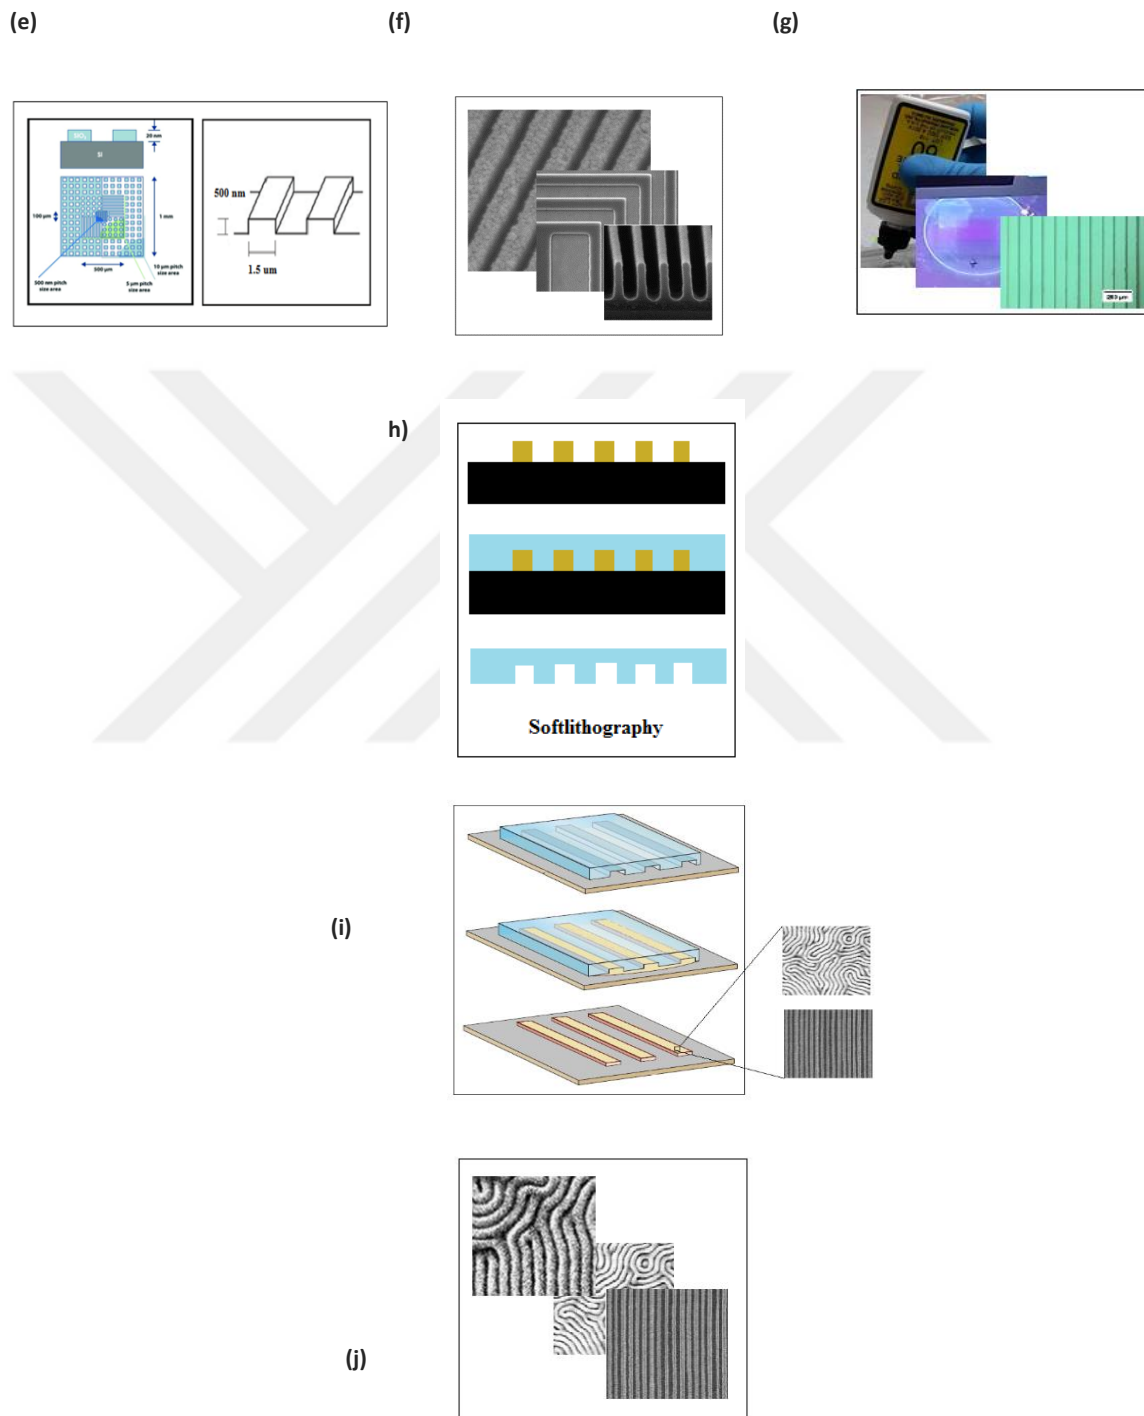 (e)
(f)
(g)
SiO₂
20 nm
Si
100 µm
1 mm
500 µm
10 µm pitch
size area
500 nm pitch
size area
5 µm pitch
size area
500 nm
1.5 um
60
h)
Softlithography
(i)
(j)